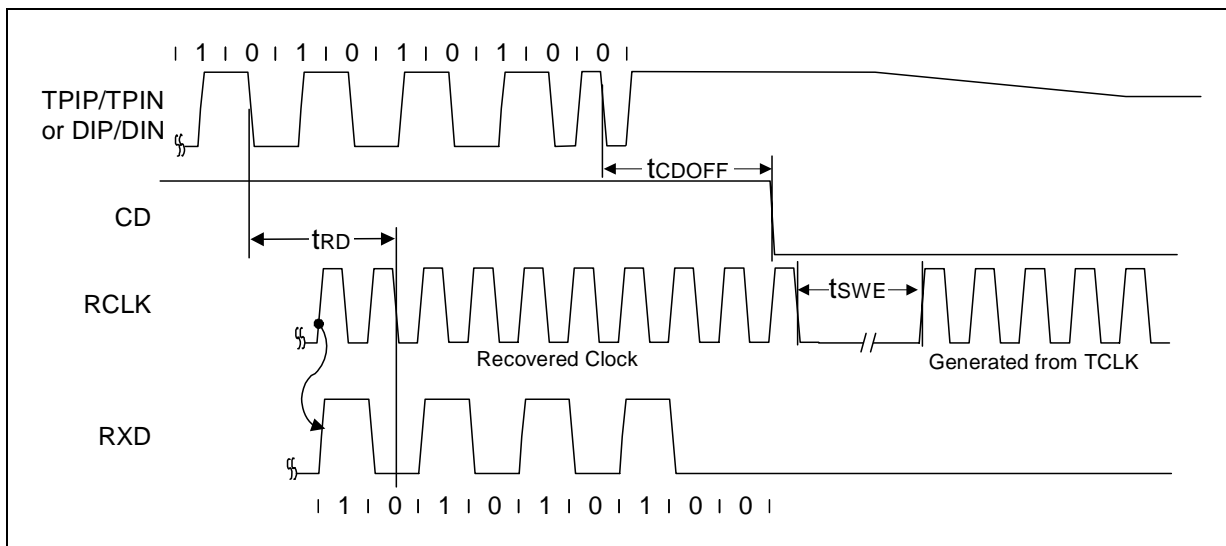 1 0 1 0 1 0 1 0 0
TPIP/TPIN
or DIP/DIN
tCDOFF
CD
tRD
tSWE
RCLK
Recovered Clock
Generated from TCLK
RXD
1 0 1 0 1 0 1 0 0